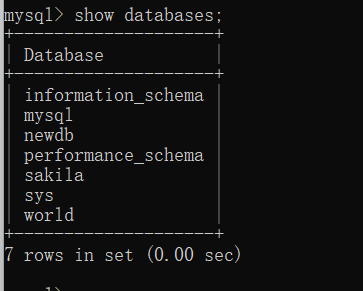 mysql> show databases;
+--------------------+
| Database           |
+--------------------+
| information_schema |
| mysql              |
| newdb              |
| performance_schema |
| sakila             |
| sys                |
| world              |
+--------------------+
7 rows in set (0.00 sec)